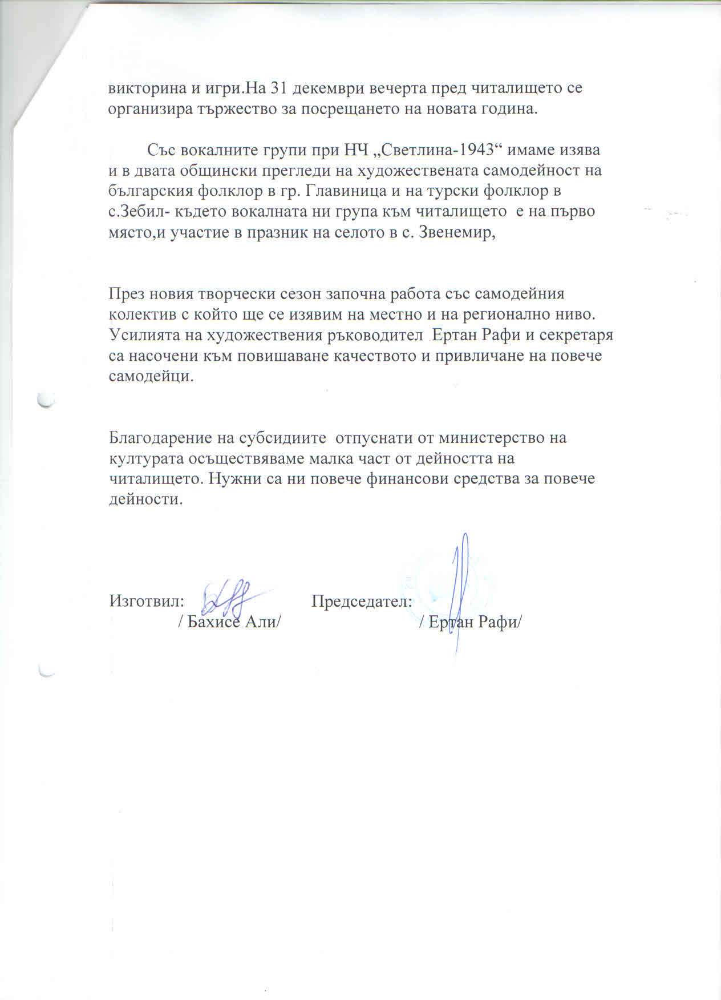 викторина и игри.На 31 декември вечерта пред читалището се
организира тържество за посрещането на новата година.
Със вокалните групи при НЧ „Светлина-1943“ имаме изява
и в двата общински прегледи на художествената самодейност на
българския фолклор в гр. Главиница и на турски фолклор в
с.Зебил- където вокалната ни група към читалището е на първо
място,и участие в празник на селото в с. Звенемир,
През новия творчески сезон започна работа със самодейния
колектив с който ще се изявим на местно и на регионално ниво.
Усилията на художествения ръководител Ертан Рафи и секретаря
са насочени към повишаване качеството и привличане на повече
самодейци.
Благодарение на субсидиите отпуснати от министерство на
културата осъществяваме малка част от дейността на
читалището. Нужни са ни повече финансови средства за повече
дейности.
Изготвил: Председател:
/ Бахисе Али/ / Ертан Рафи/